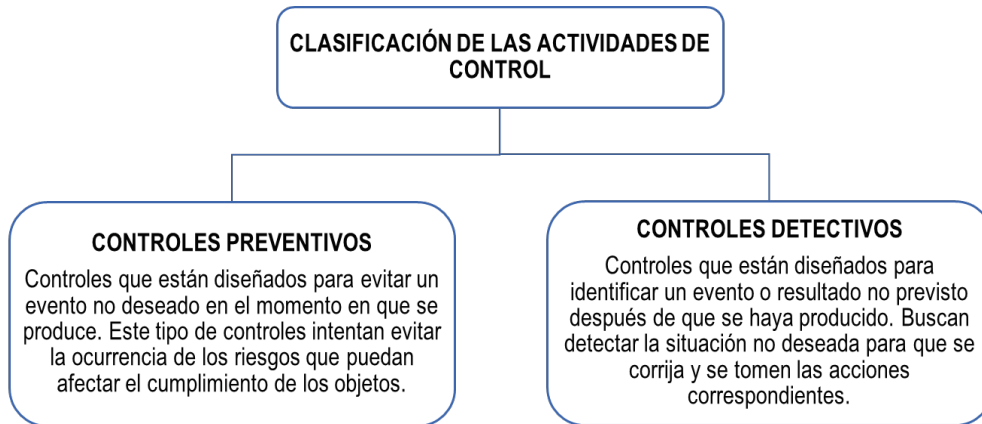 CLASIFICACIÓN DE LAS ACTIVIDADES DE
CONTROL
CONTROLES PREVENTIVOS
Controles que están diseñados para evitar un
evento no deseado en el momento en que se
produce. Este tipo de controles intentan evitar
la ocurrencia de los riesgos que puedan
afectar el cumplimiento de los objetos.
CONTROLES DETECTIVOS
Controles que están diseñados para
identificar un evento o resultado no previsto
después de que se haya producido. Buscan
detectar la situación no deseada para que se
corrija y se tomen las acciones
correspondientes.